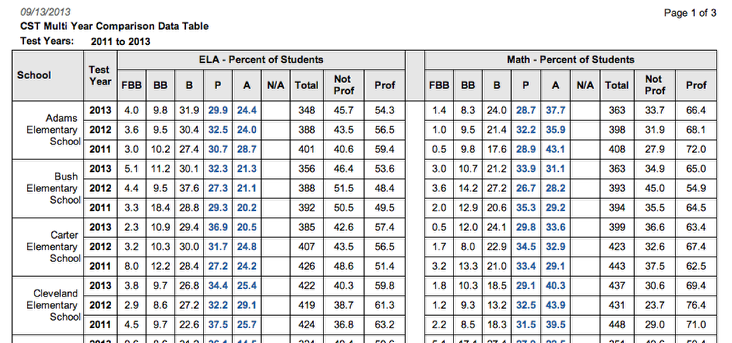 09/13/2013
Page 1 of 3
CST Multi Year Comparison Data Table
Test Years: 2011 to 2013
School Test Year ELA - Percent of Students Math - Percent of Students
FBB BB B P A N/A Total Not Prof Prof FBB BB B P A N/A Total Not Prof Prof
Adams Elementary School
2013 4.0 9.8 31.9 29.9 24.4 348 45.7 54.3 1.4 8.3 24.0 28.7 37.7 363 33.7 66.4
2012 3.6 9.5 30.4 32.5 24.0 388 43.5 56.5 1.0 9.5 21.4 32.2 35.9 398 31.9 68.1
2011 3.0 10.2 27.4 30.7 28.7 401 40.6 59.4 0.5 9.8 17.6 28.9 43.1 408 27.9 72.0
Bush Elementary School
2013 5.1 11.2 30.1 32.3 21.3 356 46.4 53.6 3.0 10.7 21.2 33.9 31.1 363 34.9 65.0
2012 4.4 9.5 37.6 27.3 21.1 388 51.5 48.4 3.6 14.2 27.2 26.7 28.2 393 45.0 54.9
2011 3.3 18.4 28.8 29.3 20.2 392 50.5 49.5 2.0 12.9 20.6 35.3 29.2 394 35.5 64.5
Carter Elementary School
2013 2.3 10.9 29.4 36.9 20.5 385 42.6 57.4 0.5 12.0 24.1 29.8 33.6 399 36.6 63.4
2012 3.2 10.3 30.0 31.7 24.8 407 43.5 56.5 1.7 8.0 22.9 34.5 32.9 423 32.6 67.4
2011 8.0 12.2 28.4 27.2 24.2 426 48.6 51.4 3.2 13.3 21.0 33.4 29.1 443 37.5 62.5
Cleveland Elementary School
2013 3.8 9.7 26.8 34.4 25.4 422 40.3 59.8 1.8 10.3 18.5 29.1 40.3 437 30.6 69.4
2012 2.9 8.6 27.2 32.2 29.1 419 38.7 61.3 1.2 9.3 13.2 32.5 43.9 431 23.7 76.4
2011 4.5 9.7 22.6 37.5 25.7 424 36.8 63.2 2.2 8.5 18.3 31.5 39.5 448 29.0 71.0